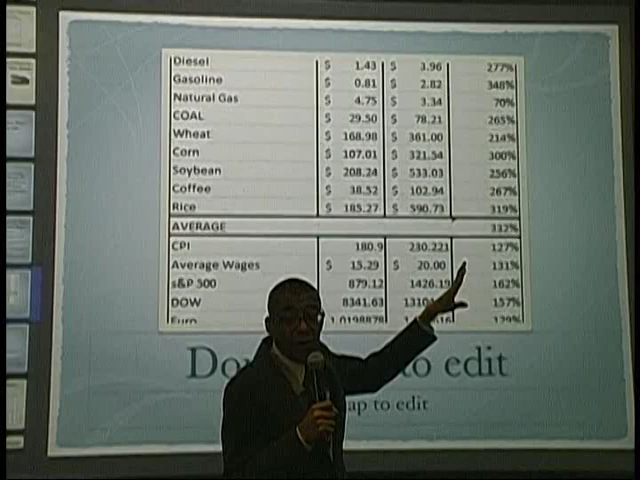 Diesel $ 1.43 $ 3.96 277%
Gasoline $ 0.81 $ 2.82 348%
Natural Gas $ 4.75 $ 3.34 70%
COAL $ 29.50 $ 78.21 265%
Wheat $ 168.98 $ 361.00 214%
Corn $ 107.01 $ 321.54 300%
Soybean $ 208.24 $ 533.03 256%
Coffee $ 38.52 $ 102.94 267%
Rice $ 185.27 $ 590.73 319%
AVERAGE 332%
CPI 180.9 230.221 127%
Average Wages $ 15.29 $ 20.00 131%
s&P 500 879.12 1426.19 162%
DOW 8341.63 157%
Euro 129%
to edit
to edit